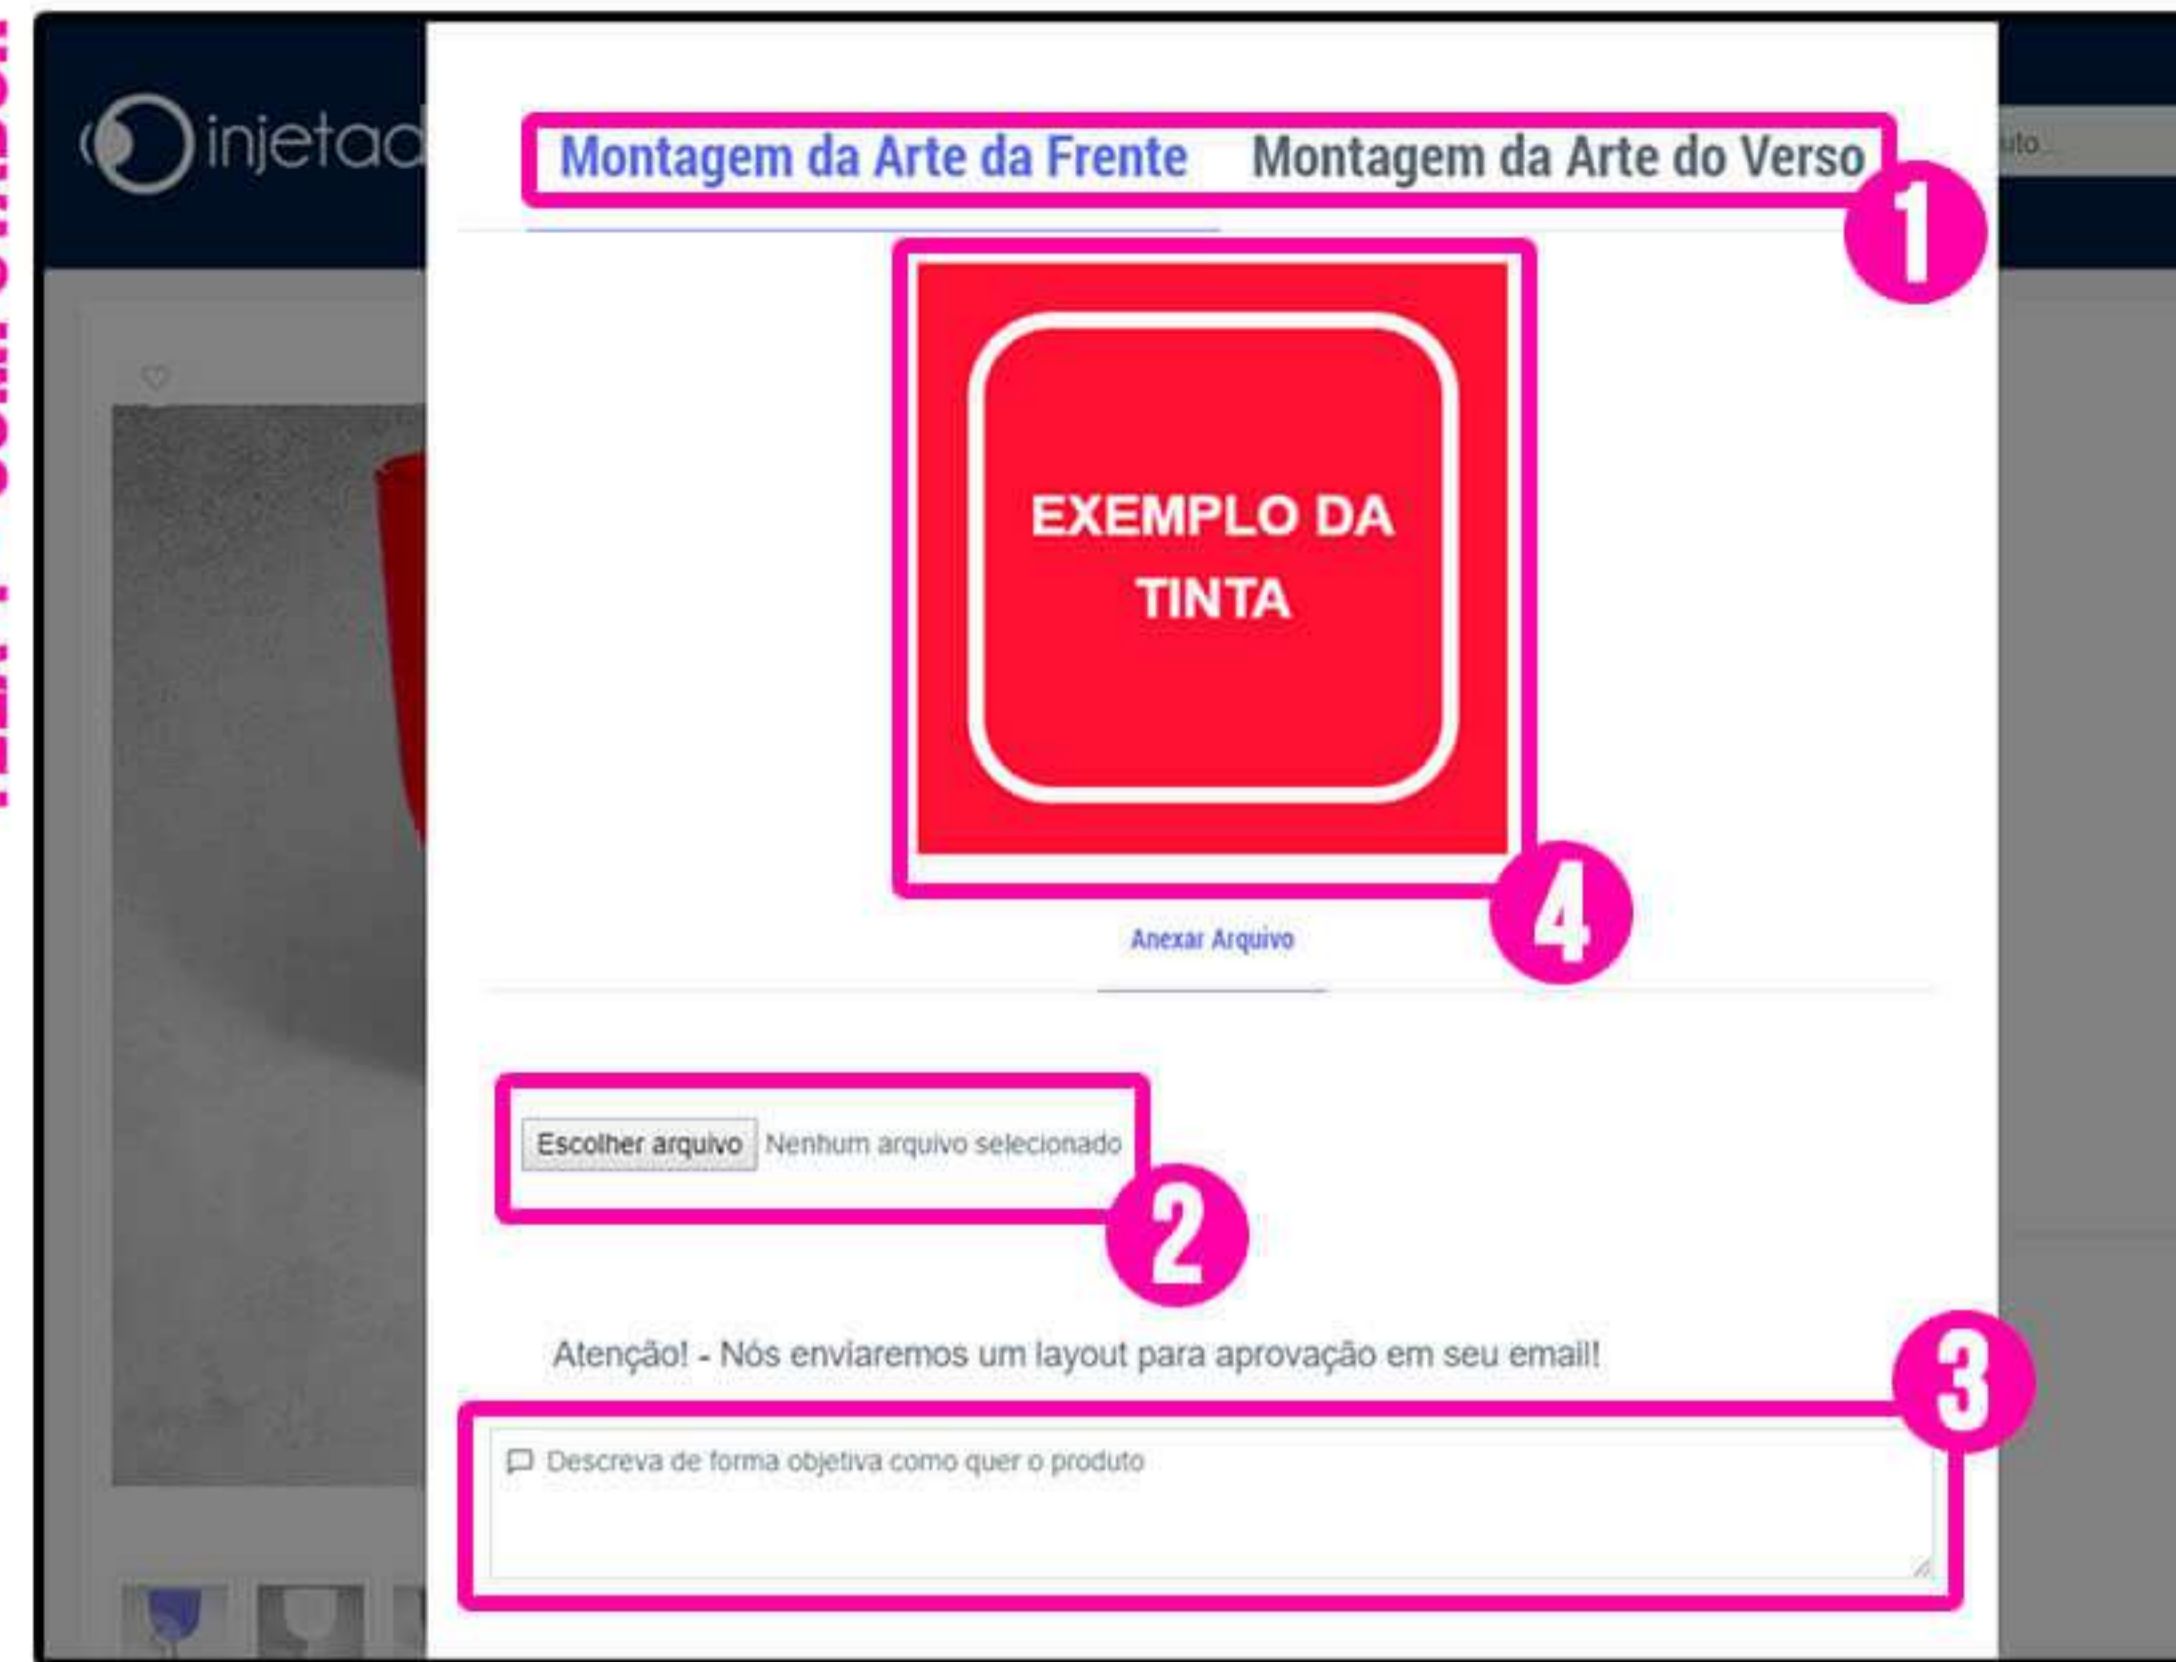 injetad
Montagem da Arte da Frente Montagem da Arte do Verso
1
EXEMPLO DA
TINTA
4
Anexar Arquivo
Escolher arquivo Nenhum arquivo selecionado
2
Atenção! - Nós enviaremos um layout para aprovação em seu email!
3
Descreva de forma objetiva como quer o produto